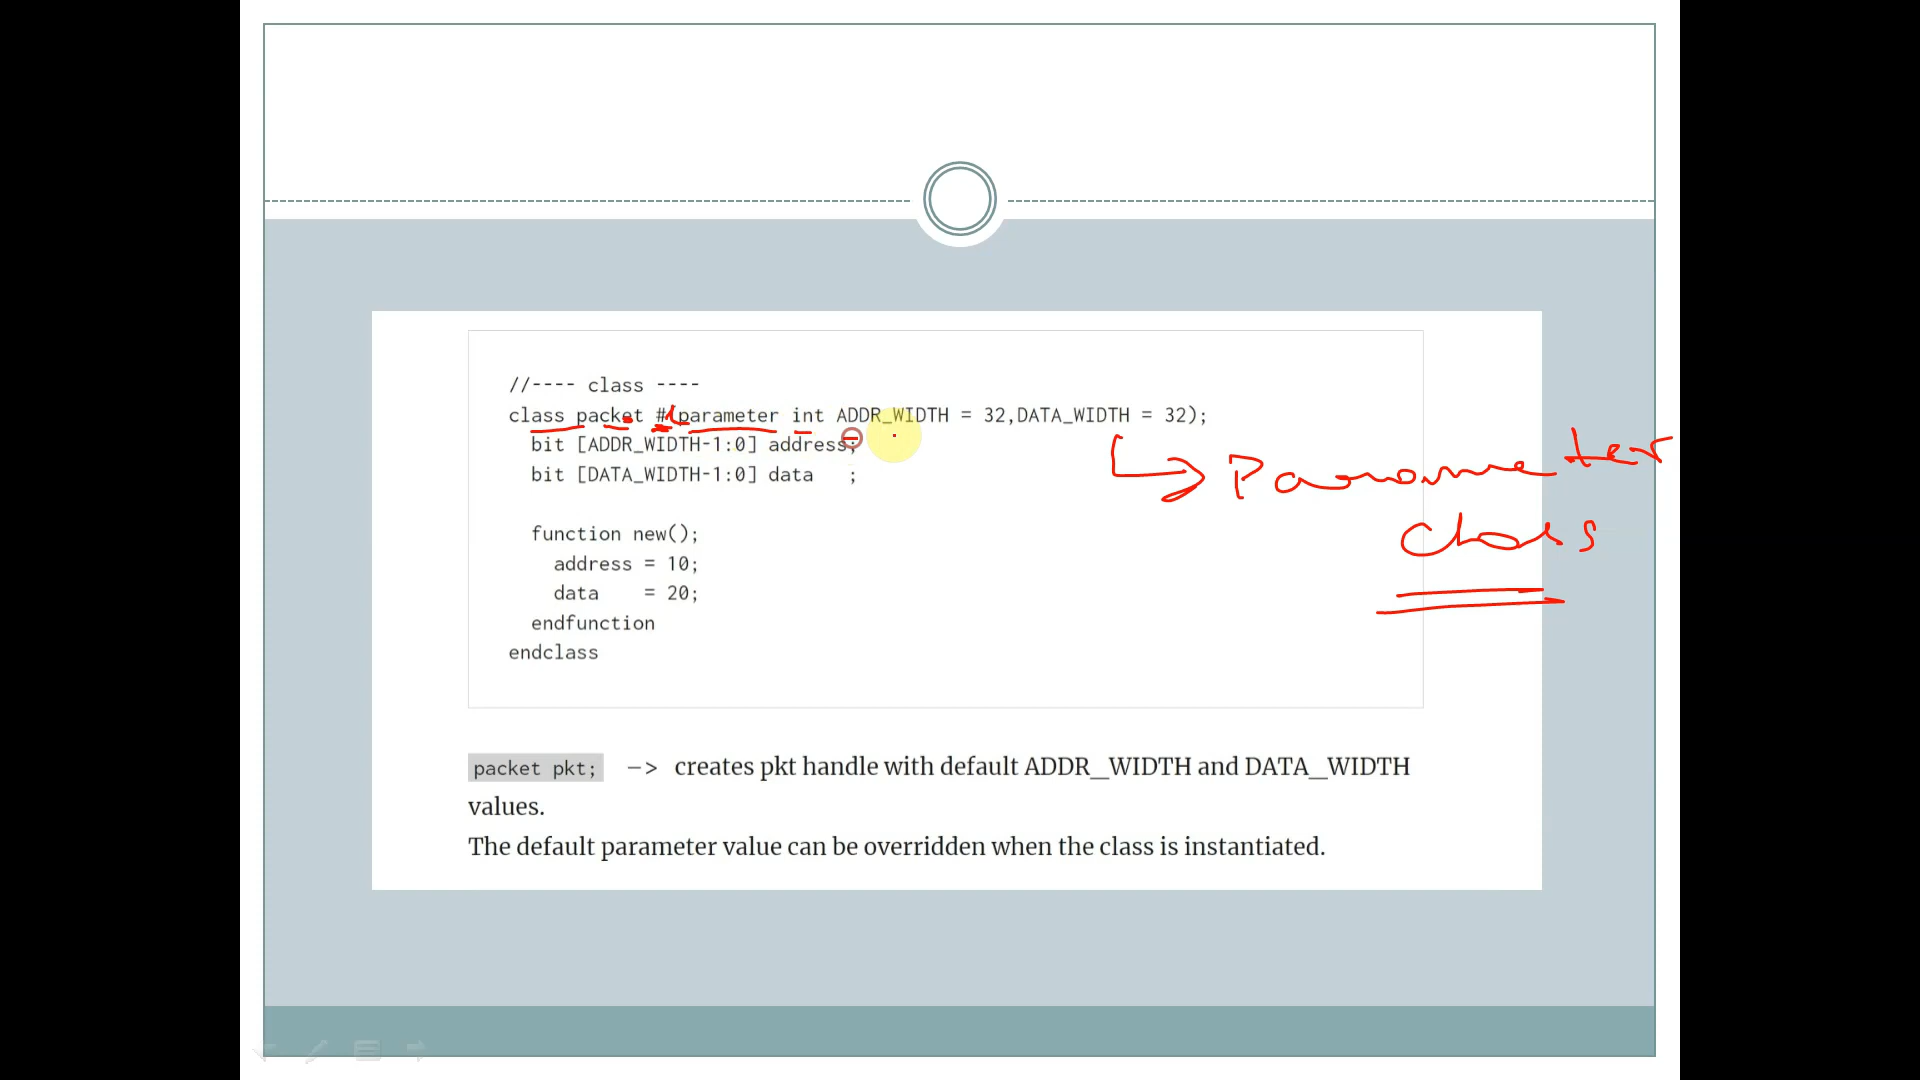 //---- class ----
class packet #(parameter int ADDR_WIDTH = 32,DATA_WIDTH = 32);
bit [ADDR_WIDTH-1:0] address;
bit [DATA_WIDTH-1:0] data ;
Parameter
class
function new();
address = 10;
data = 20;
endfunction
endclass
packet pkt; –> creates pkt handle with default ADDR_WIDTH and DATA_WIDTH
values.
The default parameter value can be overridden when the class is instantiated.